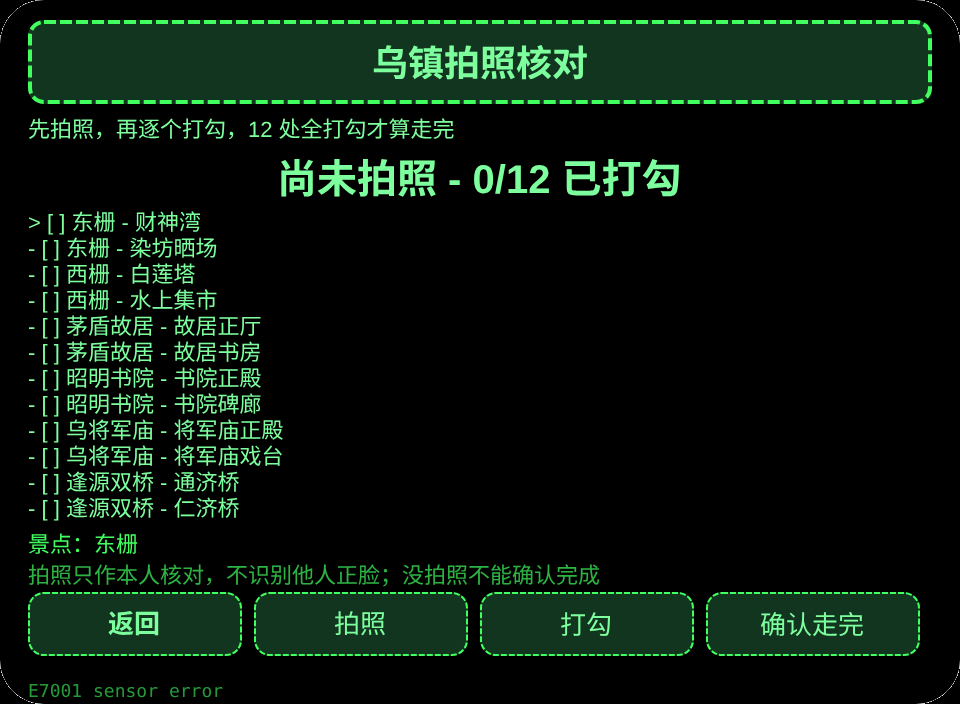 乌镇拍照核对
先拍照，再逐个打勾，12 处全打勾才算走完
尚未拍照 - 0/12 已打勾
> [ ] 东栅 - 财神湾
- [ ] 东栅 - 染坊晒场
- [ ] 西栅 - 白莲塔
- [ ] 西栅 - 水上集市
- [ ] 茅盾故居 - 故居正厅
- [ ] 茅盾故居 - 故居书房
- [ ] 昭明书院 - 书院正殿
- [ ] 昭明书院 - 书院碑廊
- [ ] 乌将军庙 - 将军庙正殿
- [ ] 乌将军庙 - 将军庙戏台
- [ ] 逢源双桥 - 通济桥
- [ ] 逢源双桥 - 仁济桥
景点：东栅
拍照只作本人核对，不识别他人正脸；没拍照不能确认完成
返回
拍照
打勾
确认走完
E7001 sensor error